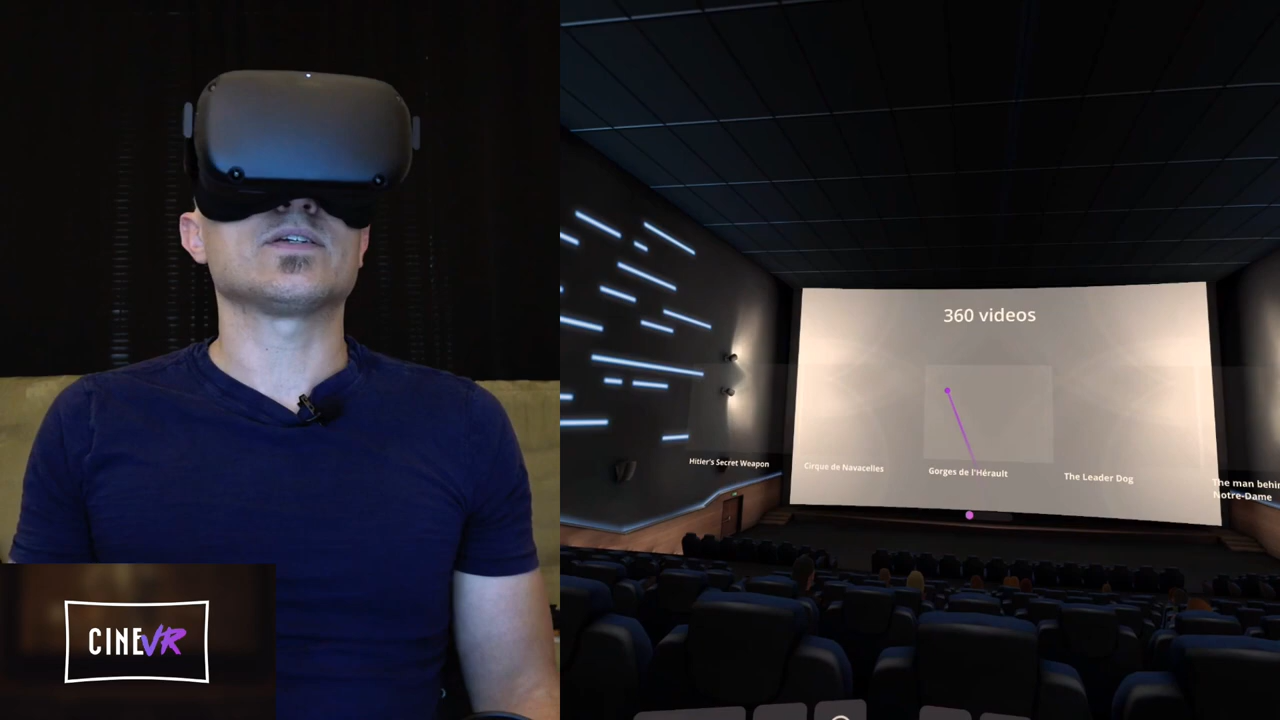 360 videos
Hitler's Secret Weapon
Cirque de Navacelles
Gorges de l'Hérault
The Leader Dog
The man behin
Notre-Dame
CINEVR